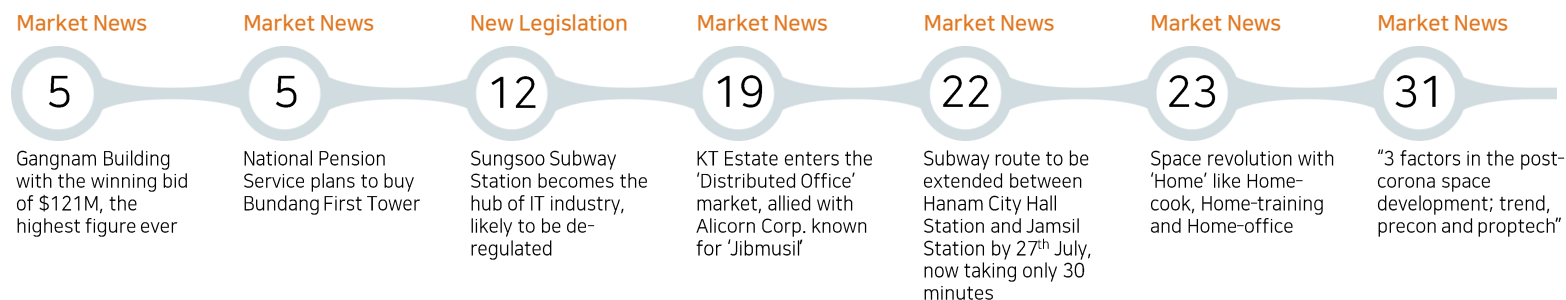 Market News
5
Gangnam Building
with the winning bid
of $121M, the
highest figure ever
Market News
5
National Pension
Service plans to buy
Bundang First Tower
New Legislation
12
Sungsoo Subway
Station becomes the
hub of IT industry,
likely to be de-
regulated
Market News
19
KT Estate enters the
‘Distributed Office’
market, allied with
Alicorn Corp. known
for ‘Jibmusil’
Market News
22
Subway route to be
extended between
Hanam City Hall
Station and Jamsil
Station by 27th July,
now taking only 30
minutes
Market News
23
Space revolution with
‘Home’ like Home-
cook, Home-training
and Home-office
Market News
31
“3 factors in the post-
corona space
development; trend,
precon and proptech”